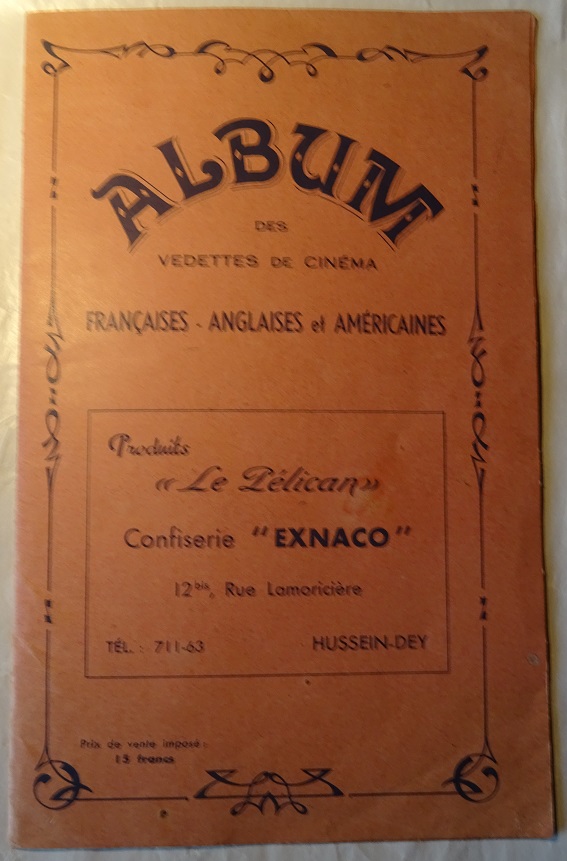 ALBUM
DES
VEDETTES DE CINÉMA
FRANÇAISES - ANGLAISES et AMÉRICAINES
Produits
« Le Pélican »
Confiserie "EXNACO"
12bis, Rue Lamoricière
TÉL. : 711-63 HUSSEIN-DEY
Prix de vente imposé :
15 francs